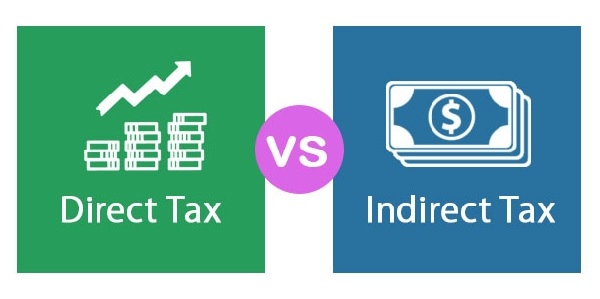 Direct Tax
VS
$
Indirect Tax